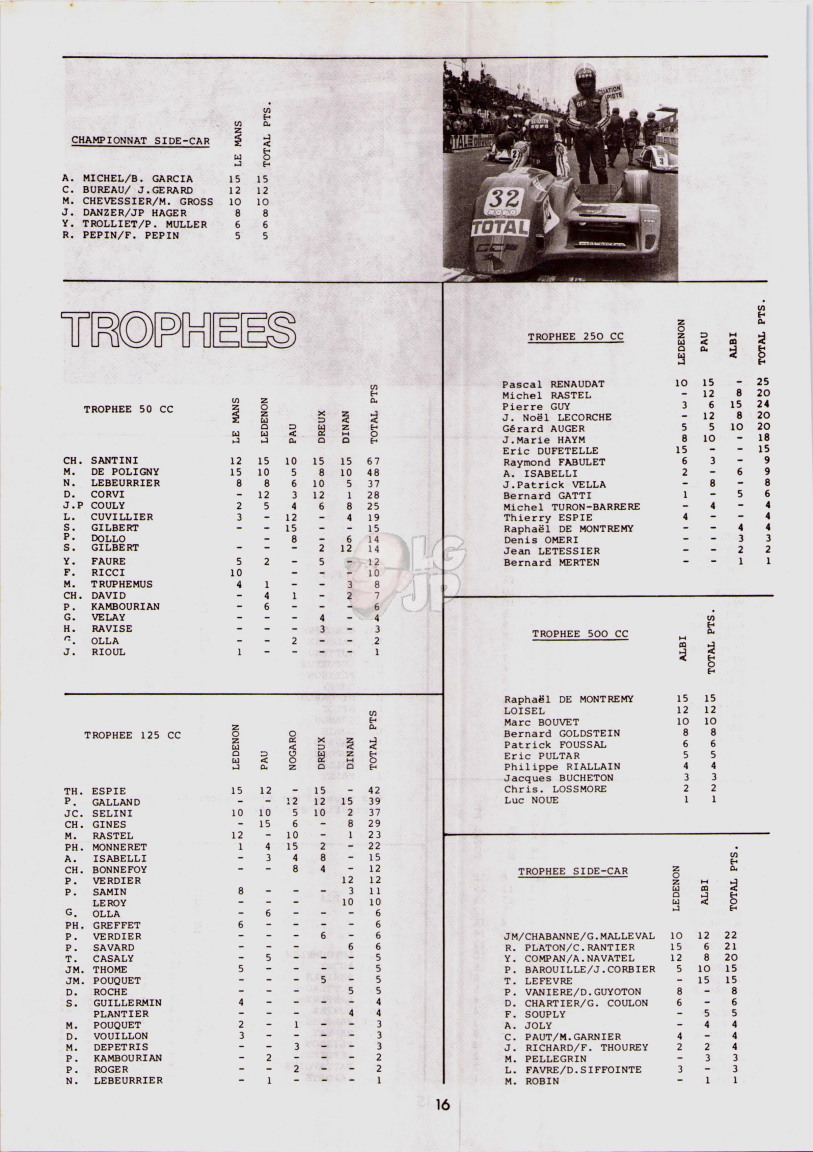 CHAMPIONNAT SIDE-CAR LE MANS TOTAL PTS.
A. MICHEL/B. GARCIA 15 15
C. BUREAU/ J.GERARD 12 12
M. CHEVESSIER/M. GROSS 10 10
J. DANZER/JP HAGER 8 8
Y. TROLLIET/P. MULLER 6 6
R. PEPIN/F. PEPIN 5 5
32
TOTAL
TROPHEES
TROPHEE 50 CC LE MANS LEDENON PAU DREUX DINAN TOTAL PTS
CH. SANTINI 12 15 10 15 15 67
M. DE POLIGNY 15 10 5 8 10 48
N. LEBEURRIER 8 8 6 10 5 37
D. CORVI - 12 3 12 1 28
J.P COULY 2 5 4 6 8 25
L. CUVILLIER 3 - 12 - 4 19
S. GILBERT - - 15 - - 15
P. DOLLO - 8 - 6 14
S. GILBERT - - - 2 12 14
Y. FAURE 5 2 - 5 - 12
F. RICCI 10 - - - 10
M. TRUPHEMUS 4 1 - - 3 8
CH. DAVID - 4 1 - 2 7
P. KAMBOURIAN - 6 - - - 6
G. VELAY - - - 4 - 4
H. RAVISE - - - 3 - 3
G. OLLA - - 2 - - 2
J. RIOUL 1 - - - - 1
LG
JP
TROPHEE 125 CC LEDENON PAU NOGARO DREUX DINAN TOTAL PTS
TH. ESPIE 15 12 - 15 - 42
P. GALLAND - - 12 12 15 39
JC. SELINI 10 10 5 10 2 37
CH. GINES - 15 6 - 8 29
M. RASTEL 12 - 10 - 1 23
PH. MONNERET 1 4 15 2 - 22
A. ISABELLI - 3 4 8 - 15
CH. BONNEFOY - - 8 4 - 12
P. VERDIER 12 12
P. SAMIN 8 - - - 3 11
LEROY - - - 10 10
G. OLLA - 6 - - - 6
PH. GREFFET 6 - - - - 6
P. VERDIER - - - 6 - 6
P. SAVARD - - - 6 6
T. CASALY - 5 - - - 5
JM. THOME 5 - - - - 5
JM. POUQUET - - - 5 - 5
D. ROCHE - - - 5 5
S. GUILLERMIN 4 - - - - 4
PLANTIER - - - 4 4
M. POUQUET 2 - 1 - - 3
D. VOUILLON 3 - - - - 3
M. DEPETRIS - - 3 - - 3
P. KAMBOURIAN - 2 - - - 2
P. ROGER - - 2 - - 2
N. LEBEURRIER - 1 - - - 1
TROPHEE 250 CC LEDENON PAU ALBI TOTAL PTS.
Pascal RENAUDAT 10 15 - 25
Michel RASTEL - 12 8 20
Pierre GUY 3 6 15 24
J. Noël LECORCHE - 12 8 20
Gérard AUGER 5 5 10 20
J.Marie HAYM 8 10 - 18
Eric DUFETELLE 15 - - 15
Raymond FABULET 6 3 - 9
A. ISABELLI 2 - 6 9
J.Patrick VELLA - 8 - 8
Bernard GATTI 1 - 5 6
Michel TURON-BARRERE - 4 - 4
Thierry ESPIE 4 - - 4
Raphaël DE MONTREMY - - 4 4
Denis OMERI - - 3 3
Jean LETESSIER - - 2 2
Bernard MERTEN - - 1 1
TROPHEE 500 CC ALBI TOTAL PTS.
Raphaël DE MONTREMY 15 15
LOISEL 12 12
Marc BOUVET 10 10
Bernard GOLDSTEIN 8 8
Patrick FOUSSAL 6 6
Eric PULTAR 5 5
Philippe RIALLAIN 4 4
Jacques BUCHETON 3 3
Chris. LOSSMORE 2 2
Luc NOUE 1 1
TROPHEE SIDE-CAR LEDENON ALBI TOTAL PTS.
JM/CHABANNE/G.MALLEVAL 10 12 22
R. PLATON/C.RANTIER 15 6 21
Y. COMPAN/A.NAVATEL 12 8 20
P. BAROUILLE/J.CORBIER 5 10 15
T. LEFEVRE - 15 15
P. VANIERE/D.GUYOTON 8 - 8
D. CHARTIER/G. COULON 6 - 6
F. SOUPLY - 5 5
A. JOLY - 4 4
C. PAUT/M.GARNIER 4 - 4
J. RICHARD/F. THOUREY 2 2 4
M. PELLEGRIN - 3 3
L. FAVRE/D.SIFFOINTE 3 - 3
M. ROBIN - 1 1
16